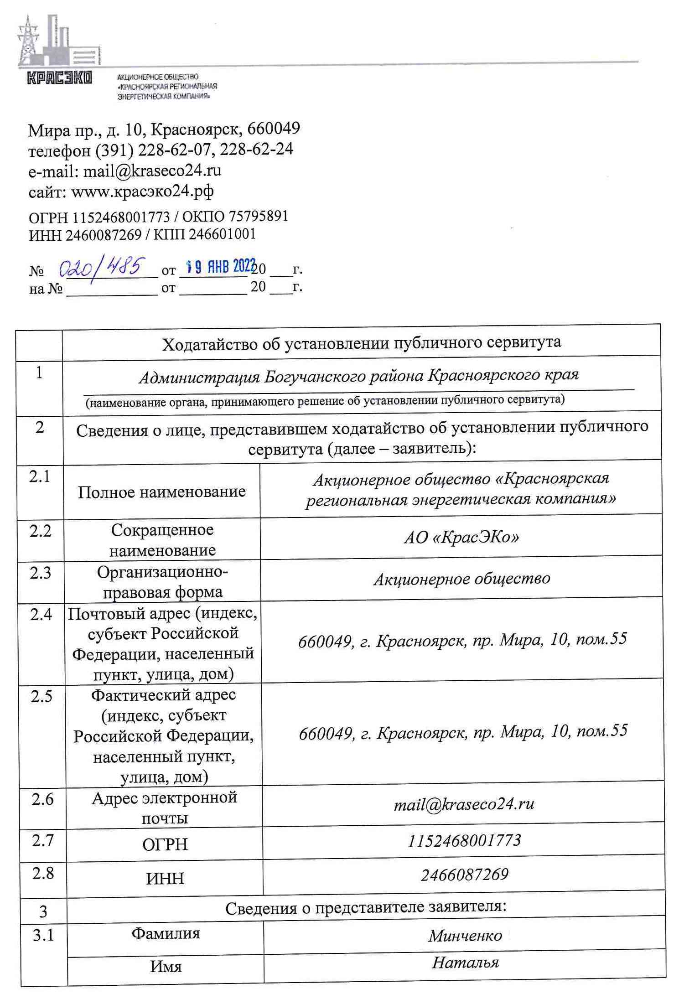 КРАСЭКО
АКЦИОНЕРНОЕ ОБЩЕСТВО
«КРАСНОЯРСКАЯ РЕГИОНАЛЬНАЯ
ЭНЕРГЕТИЧЕСКАЯ КОМПАНИЯ»
Мира пр., д. 10, Красноярск, 660049
телефон (391) 228-62-07, 228-62-24
e-mail: mail@kraseco24.ru
сайт: www.красэко24.рф
ОГРН 1152468001773 / ОКПО 75795891
ИНН 2460087269 / КПП 246601001
№ 020/485 от 19 ЯНВ 2022 20 ___г.
на № ____________ от _________ 20 ___г.
Ходатайство об установлении публичного сервитута
1
Администрация Богучанского района Красноярского края
(наименование органа, принимающего решение об установлении публичного сервитута)
2
Сведения о лице, представившем ходатайство об установлении публичного
сервитута (далее – заявитель):
2.1
Полное наименование
Акционерное общество «Красноярская
региональная энергетическая компания»
2.2
Сокращенное
наименование
АО «КрасЭКо»
2.3
Организационно-
правовая форма
Акционерное общество
2.4
Почтовый адрес (индекс,
субъект Российской
Федерации, населенный
пункт, улица, дом)
660049, г. Красноярск, пр. Мира, 10, пом.55
2.5
Фактический адрес
(индекс, субъект
Российской Федерации,
населенный пункт,
улица, дом)
660049, г. Красноярск, пр. Мира, 10, пом.55
2.6
Адрес электронной
почты
mail@kraseco24.ru
2.7
ОГРН
1152468001773
2.8
ИНН
2466087269
3
Сведения о представителе заявителя:
3.1
Фамилия
Минченко
Имя
Наталья